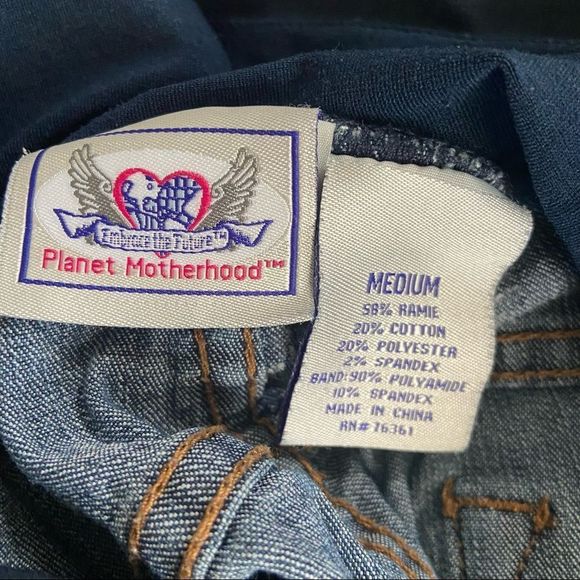 Embrace the Future™
Planet Motherhood™
MEDIUM
58% RAMIE
20% COTTON
20% POLYESTER
2% SPANDEX
BAND:90% POLYAMIDE
10% SPANDEX
MADE IN CHINA
RN# 76361